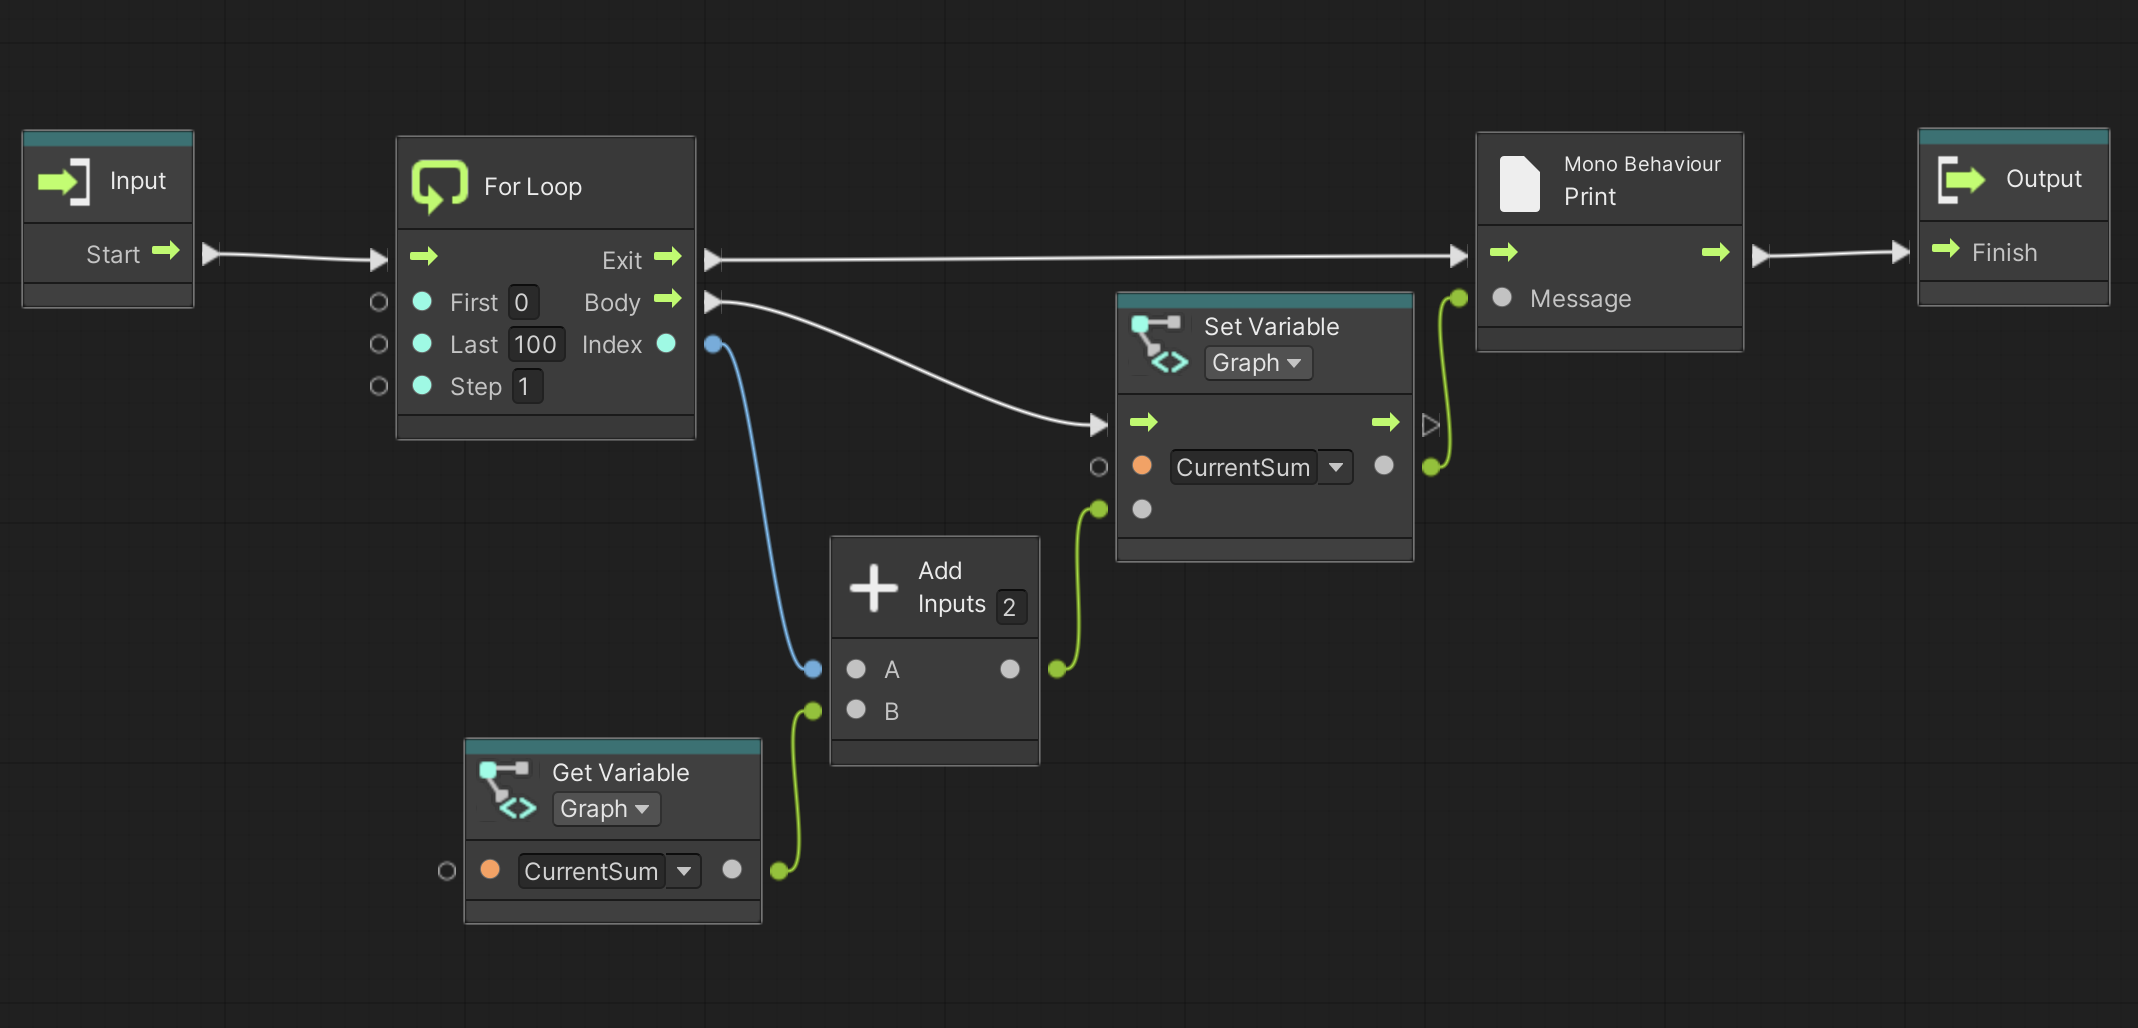 Input
Start
For Loop
Exit
First 0 Body
Last 100 Index
Step 1
Set Variable
Graph
CurrentSum
Mono Behaviour
Print
Message
Output
Finish
Add
Inputs 2
A
B
Get Variable
Graph
CurrentSum